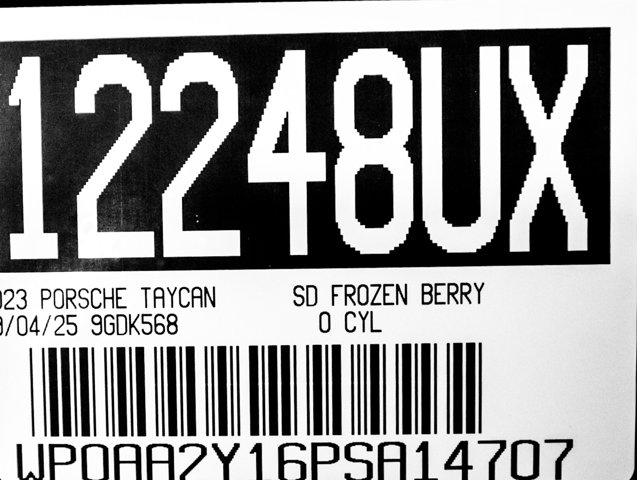 12248UX
023 PORSCHE TAYCAN SD FROZEN BERRY
/04/25 9GDK568 0 CYL
WP0AA2Y16PSA14707